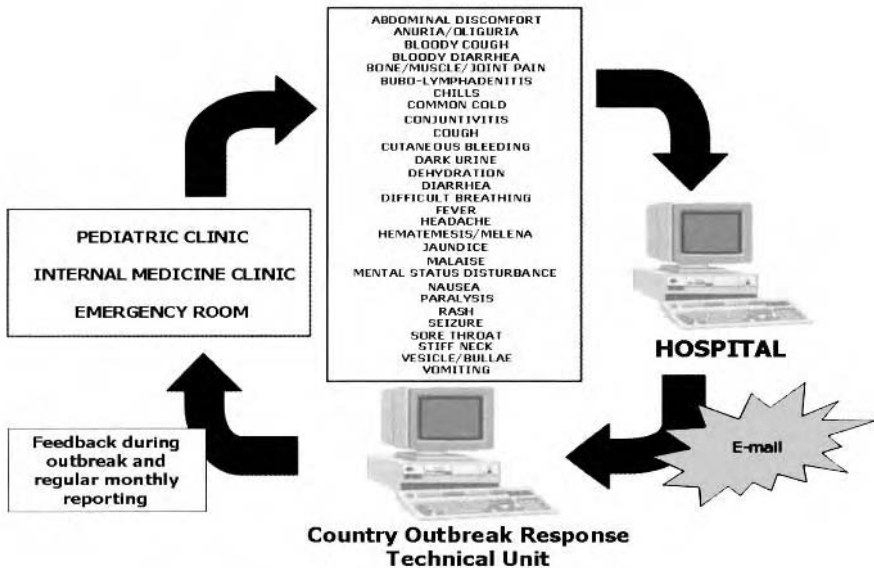 ABDOMINAL DISCOMFORT
ANURIA/OLIGURIA
BLOODY COUGH
BLOODY DIARRHEA
BONE/MUSCLE/JOINT PAIN
BUBO-LYMPHADENITIS
CHILLS
COMMON COLD
CONJUNTIVITIS
COUGH
CUTANEOUS BLEEDING
DARK URINE
DEHYDRATION
DIARRHEA
DIFFICULT BREATHING
FEVER
HEADACHE
HEMATEMESIS/MELENA
JAUNDICE
MALAISE
MENTAL STATUS DISTURBANCE
NAUSEA
PARALYSIS
RASH
SEIZURE
SORE THROAT
STIFF NECK
VESICLE/BULLAE
VOMITING
PEDIATRIC CLINIC
INTERNAL MEDICINE CLINIC
EMERGENCY ROOM
HOSPITAL
E-mail
Feedback during
outbreak and
regular monthly
reporting
Country Outbreak Response
Technical Unit